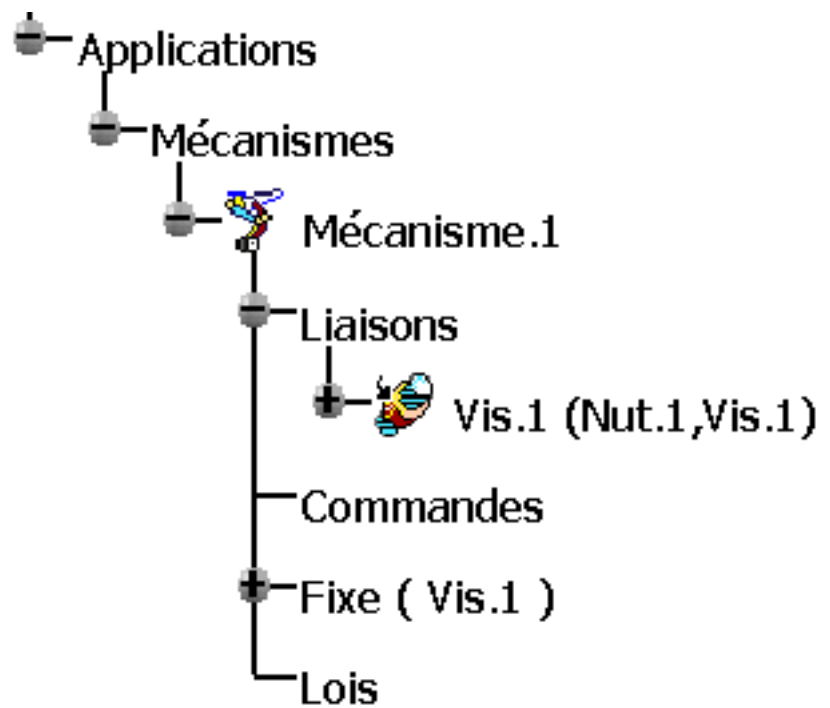 Applications
Mécanismes
Mécanisme.1
Liaisons
Vis.1 (Nut.1,Vis.1)
Commandes
Fixe ( Vis.1 )
Lois